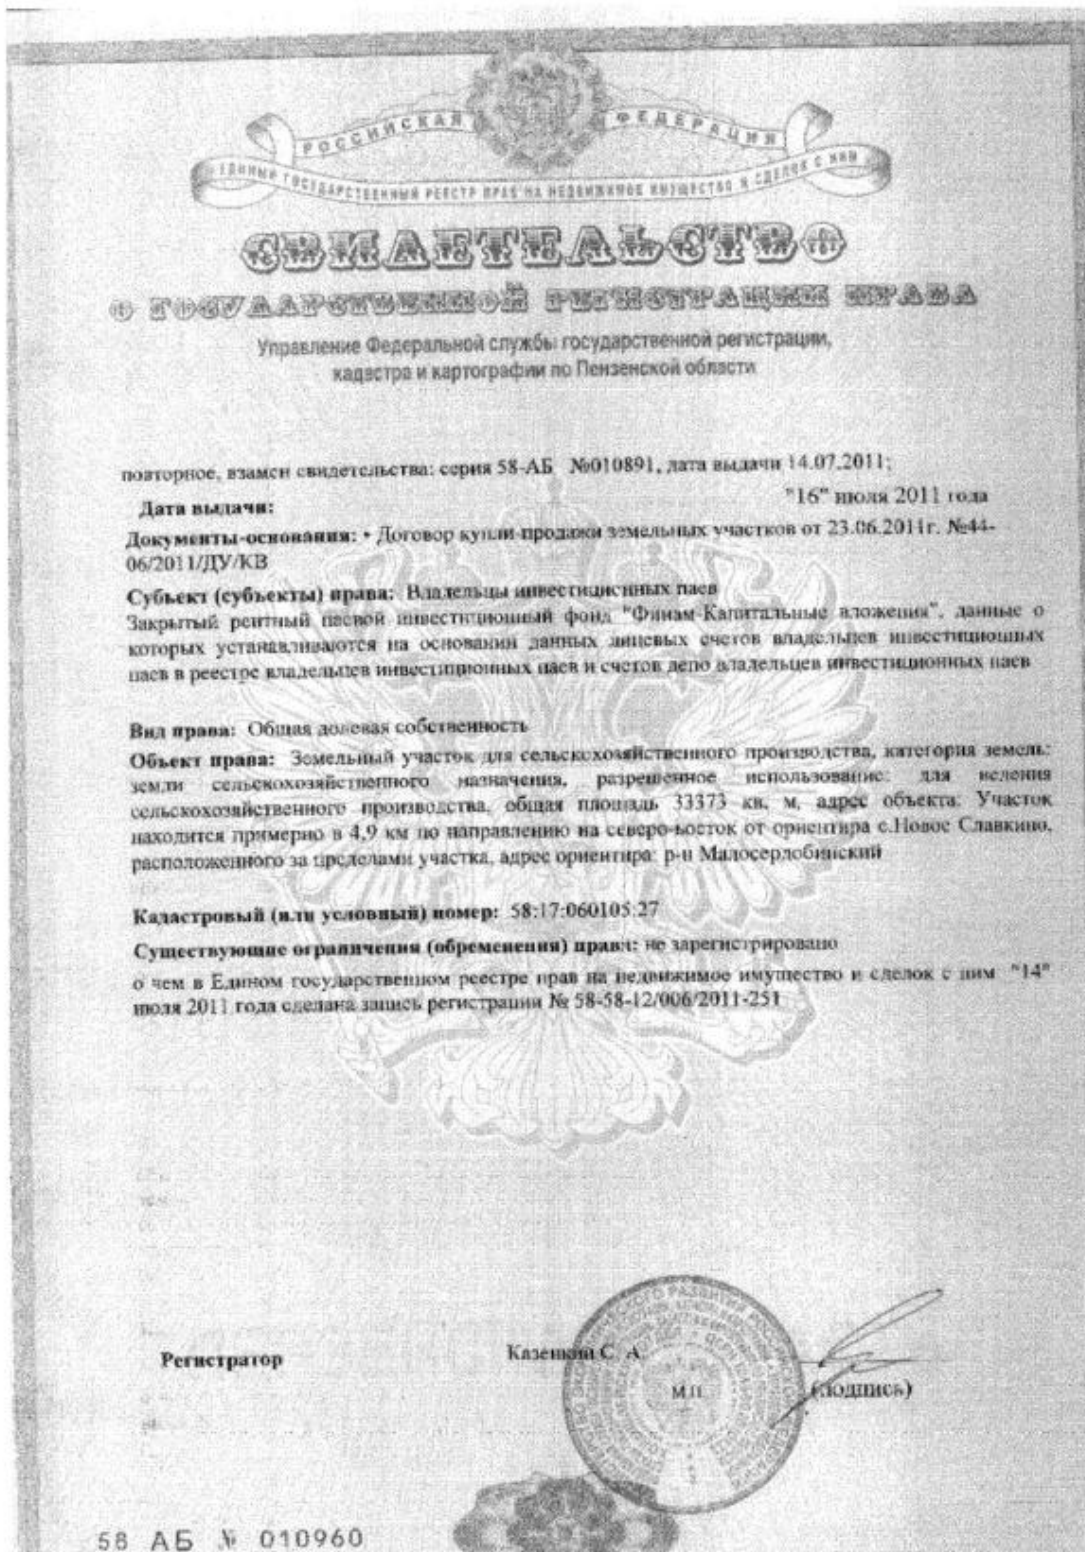 РОССИЙСКАЯ ФЕДЕРАЦИЯ
ЕДИНЫЙ ГОСУДАРСТВЕННЫЙ РЕЕСТР ПРАВ НА НЕДВИЖИМОЕ ИМУЩЕСТВО И СДЕЛОК С НИМ
СВИДЕТЕЛЬСТВО
О ГОСУДАРСТВЕННОЙ РЕГИСТРАЦИИ ПРАВА
Управление Федеральной службы государственной регистрации,
кадастра и картографии по Пензенской области
повторное, взамен свидетельства: серия 58-АБ №010891, дата выдачи 14.07.2011;
Дата выдачи: "16" июля 2011 года
Документы-основания: • Договор купли-продажи земельных участков от 23.06.2011г. №44-
06/2011/ДУ/КВ
Субъект (субъекты) права: Владельцы инвестиционных паев
Закрытый рентный паевой инвестиционный фонд "Финам-Капитальные вложения", данные о
которых устанавливаются на основании данных лицевых счетов владельцев инвестиционных
паев в реестре владельцев инвестиционных паев и счетов депо владельцев инвестиционных паев
Вид права: Общая долевая собственность
Объект права: Земельный участок для сельскохозяйственного производства, категория земель:
земли сельскохозяйственного назначения, разрешенное использование: для ведения
сельскохозяйственного производства, общая площадь 33373 кв. м, адрес объекта: Участок
находится примерно в 4,9 км по направлению на северо-восток от ориентира с.Новое Славкино,
расположенного за пределами участка, адрес ориентира: р-н Малосердобинский
Кадастровый (или условный) номер: 58:17:060105:27
Существующие ограничения (обременения) права: не зарегистрировано
о чем в Едином государственном реестре прав на недвижимое имущество и сделок с ним "14"
июля 2011 года сделана запись регистрации № 58-58-12/006/2011-251
Регистратор Казенкий С. А.
М.П.
(подпись)
58 АБ № 010960